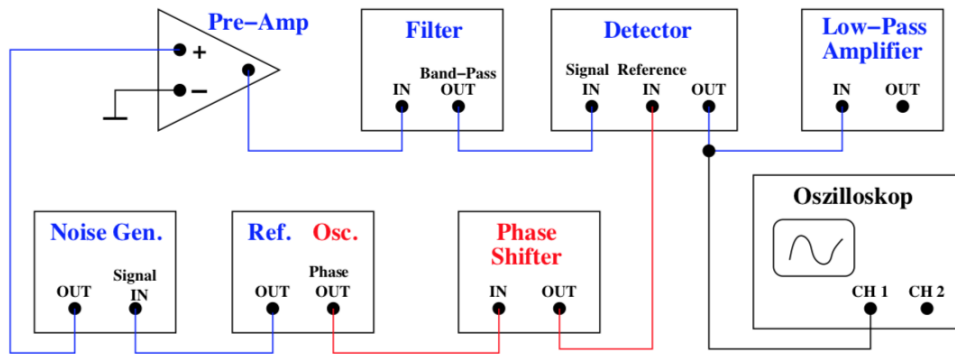 Pre–Amp
+
–
Filter
Band–Pass
IN
OUT
Detector
Signal Reference
IN
IN
OUT
Low–Pass
Amplifier
IN
OUT
Noise Gen.
Signal
OUT
IN
Ref. Osc.
Phase
OUT
OUT
Phase
Shifter
IN
OUT
Oszilloskop
CH 1
CH 2